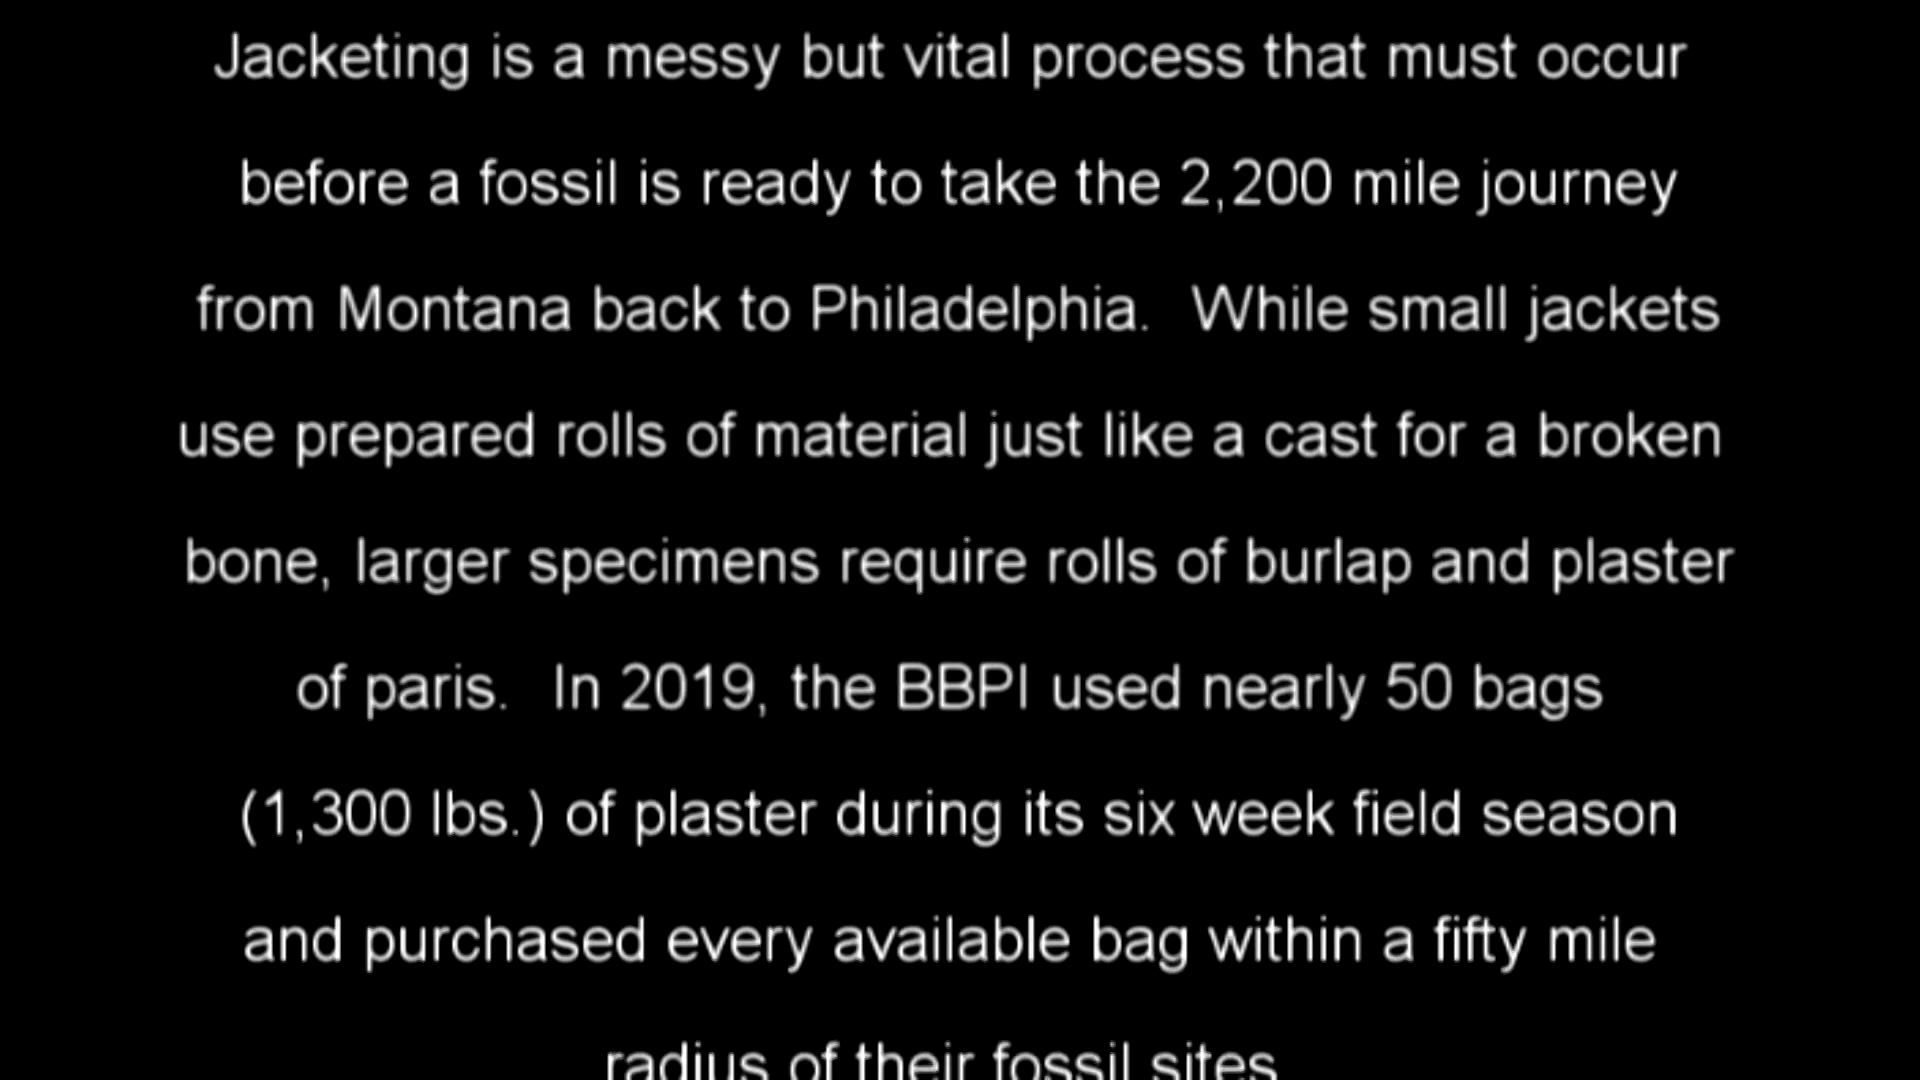 Jacketing is a messy but vital process that must occur
before a fossil is ready to take the 2,200 mile journey
from Montana back to Philadelphia.  While small jackets
use prepared rolls of material just like a cast for a broken
bone, larger specimens require rolls of burlap and plaster
of paris.  In 2019, the BBPI used nearly 50 bags
(1,300 lbs.) of plaster during its six week field season
and purchased every available bag within a fifty mile
radius of their fossil sites